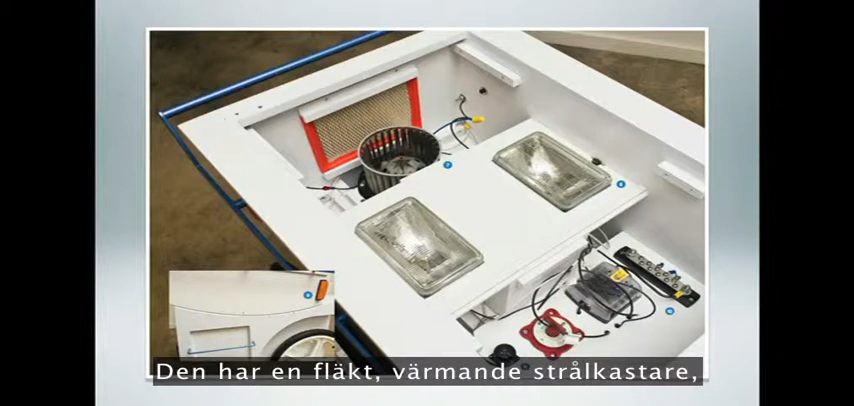 Den har en fläkt, värmande strålkastare,